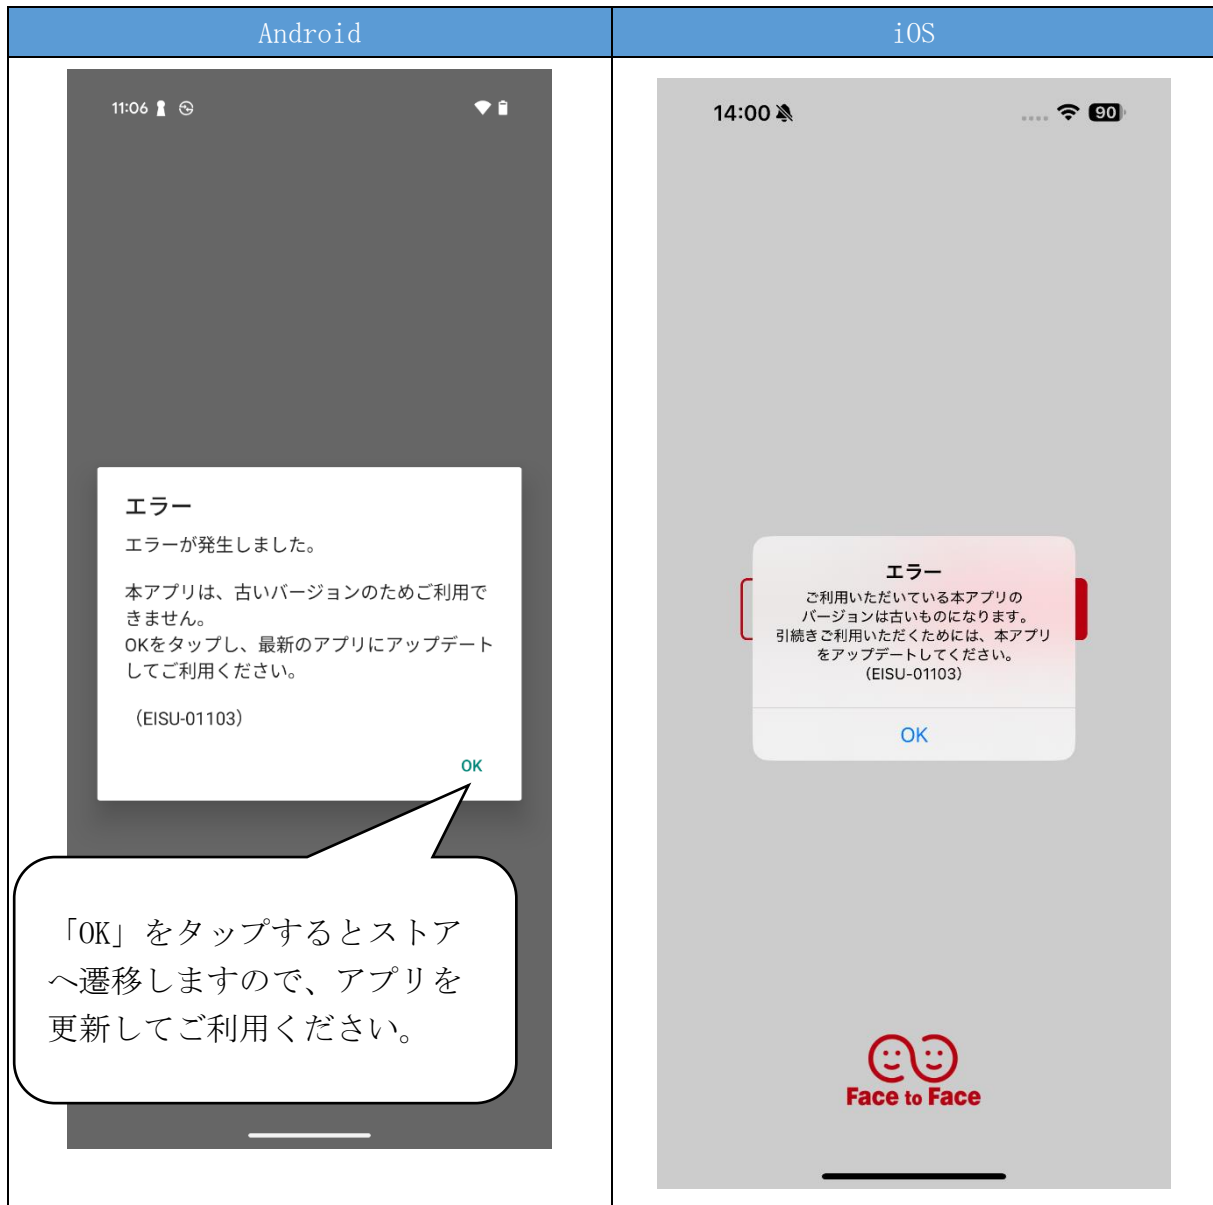 Android
iOS
11:06
エラー
エラーが発生しました。
本アプリは、古いバージョンのためご利用で
きません。
OKをタップし、最新のアプリにアップデート
してご利用ください。
（EISU-01103）
OK
「OK」をタップするとストア
へ遷移しますので、アプリを
更新してご利用ください。
14:00
90
エラー
ご利用いただいている本アプリの
バージョンは古いものになります。
引続きご利用いただくためには、本アプリ
をアップデートしてください。
（EISU-01103）
OK
Face to Face